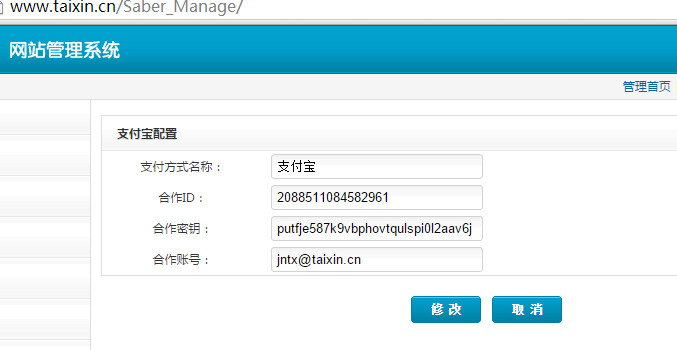 www.taixin.cn/Saber_Manage/
网站管理系统
管理首页
支付宝配置
支付方式名称： 支付宝
合作ID： 2088511084582961
合作密钥： putfje587k9vbphovtqulspi0l2aav6j
合作账号： jntx@taixin.cn
修改 取消